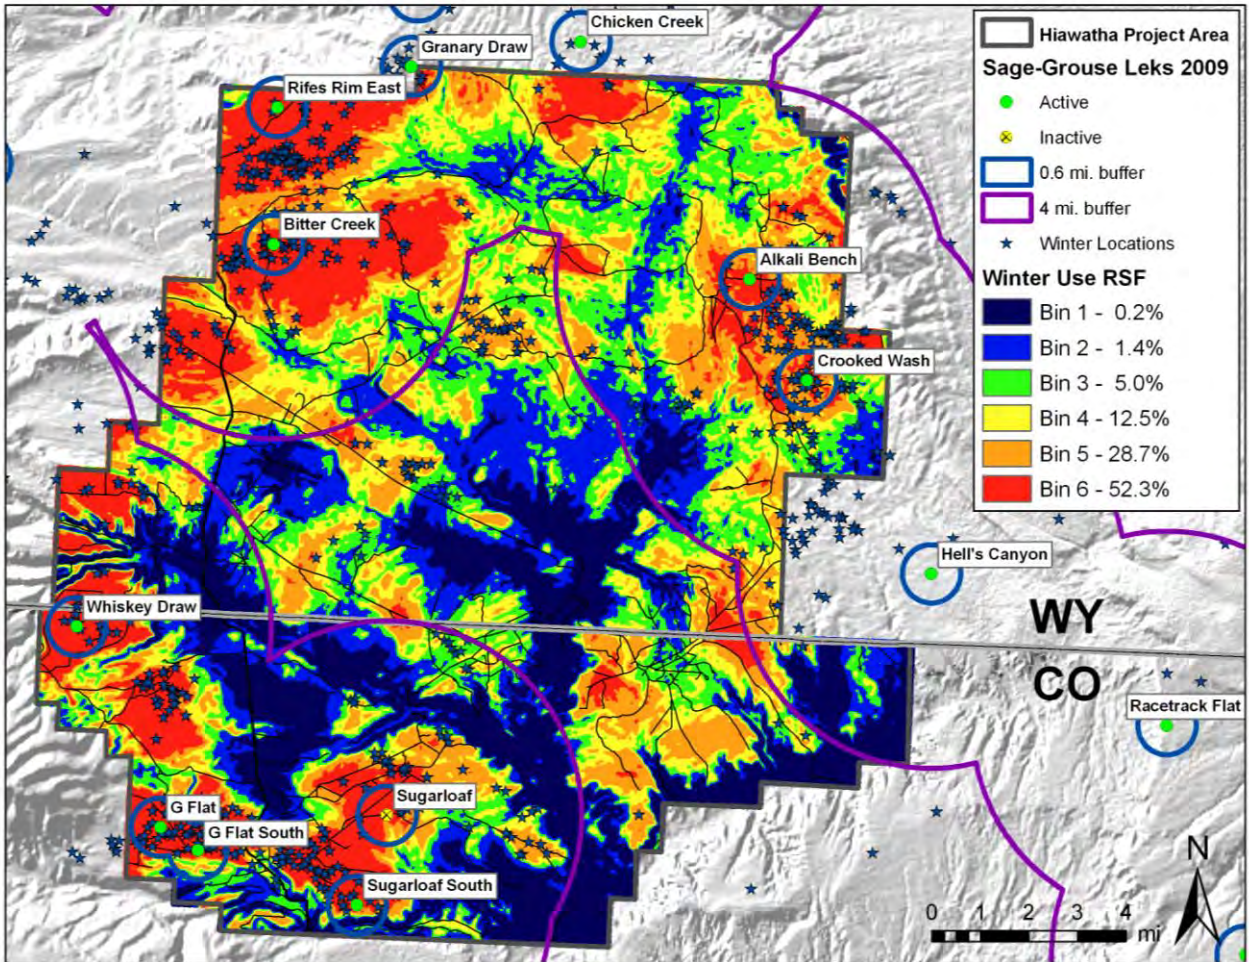 Chicken Creek
Granary Draw
Rifes Rim East
Bitter Creek
Alkali Bench
Crooked Wash
Hell's Canyon
Whiskey Draw
WY
CO
Racetrack Flat
G Flat
Sugarloaf
G Flat South
Sugarloaf South
N
0 1 2 3 4
mi
Hiawatha Project Area
Sage-Grouse Leks 2009
Active
Inactive
0.6 mi. buffer
4 mi. buffer
Winter Locations
Winter Use RSF
Bin 1 - 0.2%
Bin 2 - 1.4%
Bin 3 - 5.0%
Bin 4 - 12.5%
Bin 5 - 28.7%
Bin 6 - 52.3%